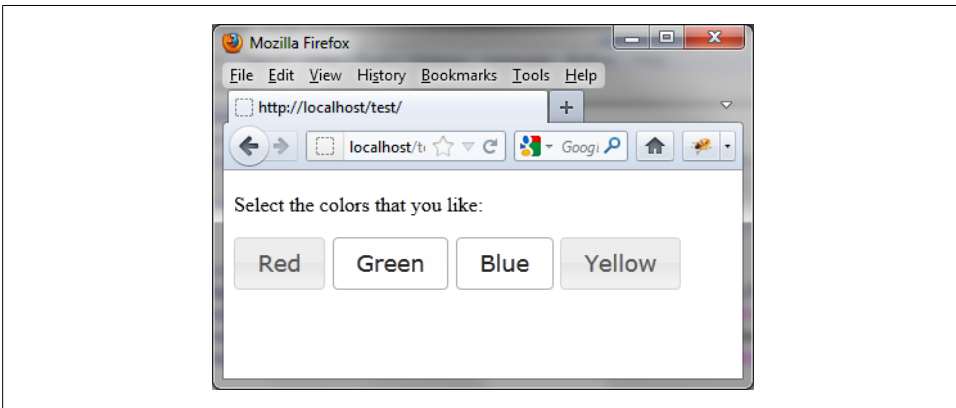 Mozilla Firefox
File Edit View History Bookmarks Tools Help
http://localhost/test/
localhost/t
Googl
Select the colors that you like:
Red Green Blue Yellow